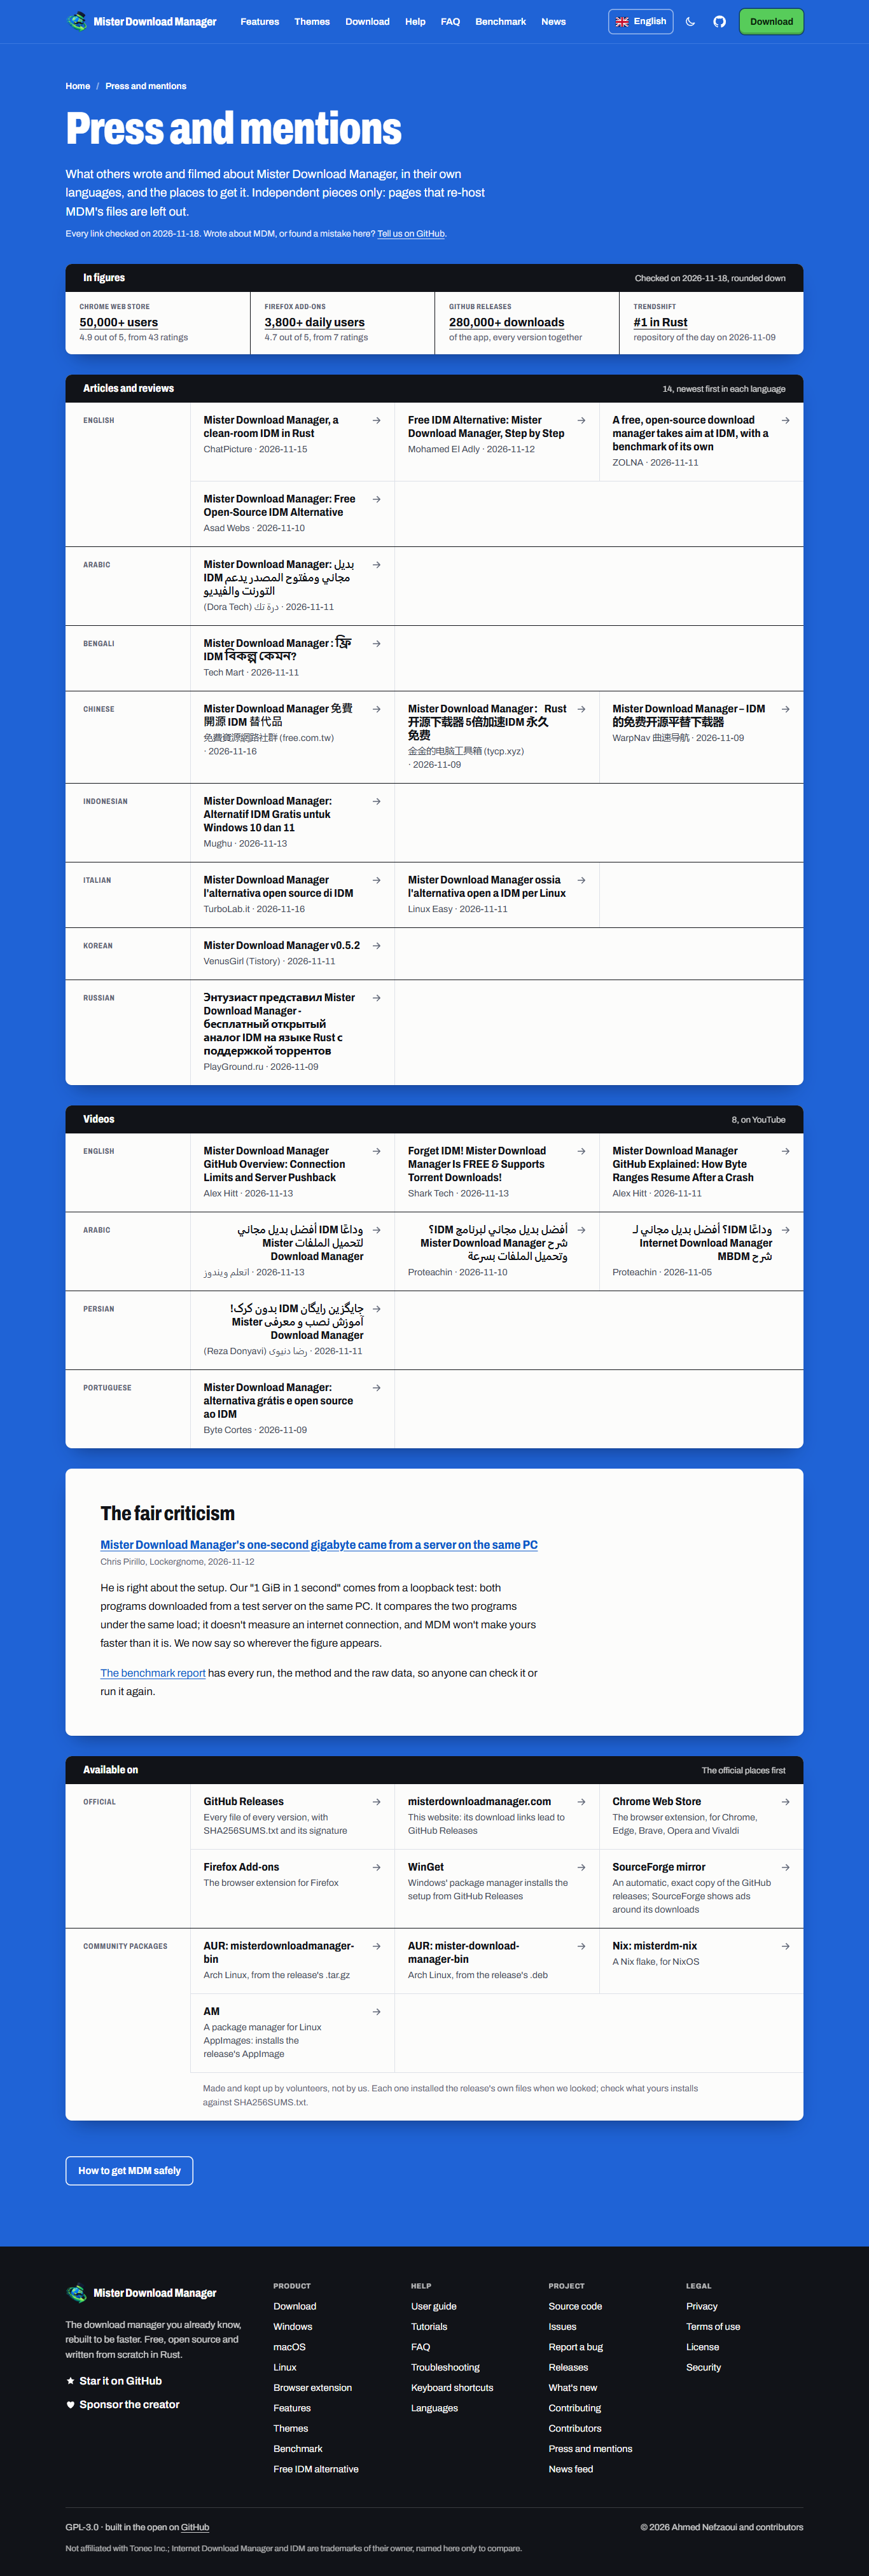 Mister Download Manager
Features
Themes
Download
Help
FAQ
Benchmark
News
English
Download
Home / Press and mentions
Press and mentions
What others wrote and filmed about Mister Download Manager, in their own
languages, and the places to get it. Independent pieces only: pages that re-host
MDM's files are left out.
Every link checked on 2026-11-18. Wrote about MDM, or found a mistake here? Tell us on GitHub.
In figures
Checked on 2026-11-18, rounded down
CHROME WEB STORE
50,000+ users
4.9 out of 5, from 43 ratings
FIREFOX ADD-ONS
3,800+ daily users
4.7 out of 5, from 7 ratings
GITHUB RELEASES
280,000+ downloads
of the app, every version together
TRENDSHIFT
#1 in Rust
repository of the day on 2026-11-09
Articles and reviews
14, newest first in each language
ENGLISH
Mister Download Manager, a
clean-room IDM in Rust
ChatPicture · 2026-11-15
Free IDM Alternative: Mister
Download Manager, Step by Step
Mohamed El Adly · 2026-11-12
A free, open-source download
manager takes aim at IDM, with a
benchmark of its own
ZOLNA · 2026-11-11
Mister Download Manager: Free
Open-Source IDM Alternative
Asad Webs · 2026-11-10
ARABIC
Mister Download Manager: بديل
IDM مجاني ومفتوح المصدر يدعم
التورنت والفيديو
(Dora Tech) درة تك · 2026-11-11
BENGALI
Mister Download Manager : ফ্রি
IDM বিকল্প কেমন?
Tech Mart · 2026-11-11
CHINESE
Mister Download Manager 免費
開源 IDM 替代品
免費資源網路社群 (free.com.tw)
· 2026-11-16
Mister Download Manager：Rust
开源下载器 5倍加速IDM 永久
免费
金金的电脑工具箱 (tycp.xyz)
· 2026-11-09
Mister Download Manager – IDM
的免费开源平替下载器
WarpNav 曲速导航 · 2026-11-09
INDONESIAN
Mister Download Manager:
Alternatif IDM Gratis untuk
Windows 10 dan 11
Mughu · 2026-11-13
ITALIAN
Mister Download Manager
l'alternativa open source di IDM
TurboLab.it · 2026-11-16
Mister Download Manager ossia
l'alternativa open a IDM per Linux
Linux Easy · 2026-11-11
KOREAN
Mister Download Manager v0.5.2
VenusGirl (Tistory) · 2026-11-11
RUSSIAN
Энтузиаст представил Mister
Download Manager -
бесплатный открытый
аналог IDM на языке Rust с
поддержкой торрентов
PlayGround.ru · 2026-11-09
Videos
8, on YouTube
ENGLISH
Mister Download Manager
GitHub Overview: Connection
Limits and Server Pushback
Alex Hitt · 2026-11-13
Forget IDM! Mister Download
Manager Is FREE & Supports
Torrent Downloads!
Shark Tech · 2026-11-13
Mister Download Manager
GitHub Explained: How Byte
Ranges Resume After a Crash
Alex Hitt · 2026-11-11
ARABIC
وداعًا IDM أفضل بديل مجاني
لتحميل الملفات Mister
Download Manager
اتعلم ويندوز · 2026-11-13
أفضل بديل مجاني لبرنامج IDM؟
شرح Mister Download Manager
وتحميل الملفات بسرعة
Proteachin · 2026-11-10
وداعًا IDM؟ أفضل بديل مجاني لـ
Internet Download Manager
شرح MBDM
Proteachin · 2026-11-05
PERSIAN
جایگزین رایگان IDM بدون کرک!
آموزش نصب و معرفی Mister
Download Manager
(Reza Donyavi) رضا دنیوی · 2026-11-11
PORTUGUESE
Mister Download Manager:
alternativa grátis e open source
ao IDM
Byte Cortes · 2026-11-09
The fair criticism
Mister Download Manager's one-second gigabyte came from a server on the same PC
Chris Pirillo, Lockergnome, 2026-11-12
He is right about the setup. Our "1 GiB in 1 second" comes from a loopback test: both
programs downloaded from a test server on the same PC. It compares the two programs
under the same load; it doesn't measure an internet connection, and MDM won't make yours
faster than it is. We now say so wherever the figure appears.
The benchmark report has every run, the method and the raw data, so anyone can check it or
run it again.
Available on
The official places first
OFFICIAL
GitHub Releases
Every file of every version, with
SHA256SUMS.txt and its signature
misterdownloadmanager.com
This website: its download links lead to
GitHub Releases
Chrome Web Store
The browser extension, for Chrome,
Edge, Brave, Opera and Vivaldi
Firefox Add-ons
The browser extension for Firefox
WinGet
Windows' package manager installs the
setup from GitHub Releases
SourceForge mirror
An automatic, exact copy of the GitHub
releases; SourceForge shows ads
around its downloads
COMMUNITY PACKAGES
AUR: misterdownloadmanager-
bin
Arch Linux, from the release's .tar.gz
AUR: mister-download-
manager-bin
Arch Linux, from the release's .deb
Nix: misterdm-nix
A Nix flake, for NixOS
AM
A package manager for Linux
AppImages: installs the
release's AppImage
Made and kept up by volunteers, not by us. Each one installed the release's own files when we looked; check what yours installs
against SHA256SUMS.txt.
How to get MDM safely
Mister Download Manager
The download manager you already know,
rebuilt to be faster. Free, open source and
written from scratch in Rust.
Star it on GitHub
Sponsor the creator
PRODUCT
Download
Windows
macOS
Linux
Browser extension
Features
Themes
Benchmark
Free IDM alternative
HELP
User guide
Tutorials
FAQ
Troubleshooting
Keyboard shortcuts
Languages
PROJECT
Source code
Issues
Report a bug
Releases
What's new
Contributing
Contributors
Press and mentions
News feed
LEGAL
Privacy
Terms of use
License
Security
GPL-3.0 · built in the open on GitHub
© 2026 Ahmed Nefzaoui and contributors
Not affiliated with Tonec Inc.; Internet Download Manager and IDM are trademarks of their owner, named here only to compare.